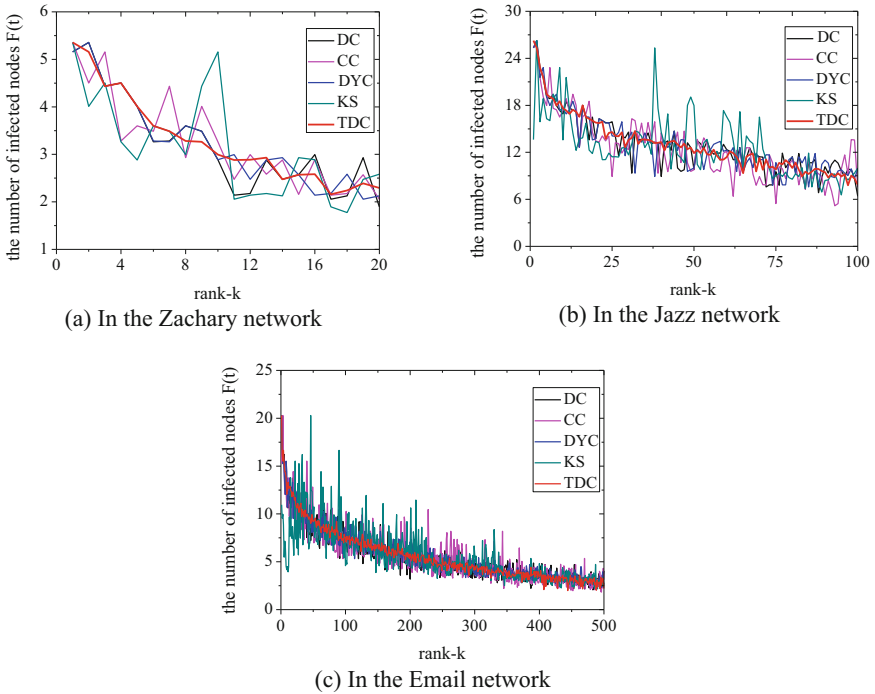 the number of infected nodes F(t)
6
5
4
3
2
1
0 4 8 12 16 20
rank-k
DC
CC
DYC
KS
TDC
(a) In the Zachary network
the number of infected nodes F(t)
30
24
18
12
6
0
0 25 50 75 100
rank-k
DC
CC
DYC
KS
TDC
(b) In the Jazz network
the number of infected nodes F(t)
25
20
15
10
5
0
0 100 200 300 400 500
rank-k
DC
CC
DYC
KS
TDC
(c) In the Email network